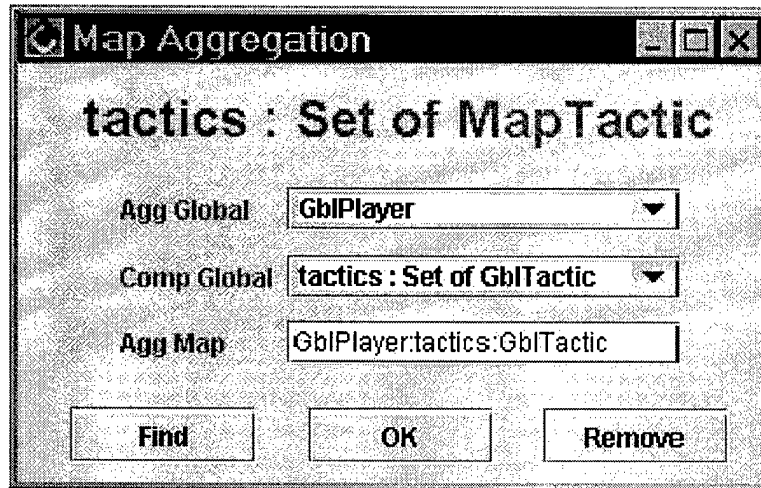 Map Aggregation
tactics : Set of MapTactic
Agg Global GblPlayer
Comp Global tactics : Set of GblTactic
Agg Map GblPlayer:tactics:GblTactic
Find OK Remove